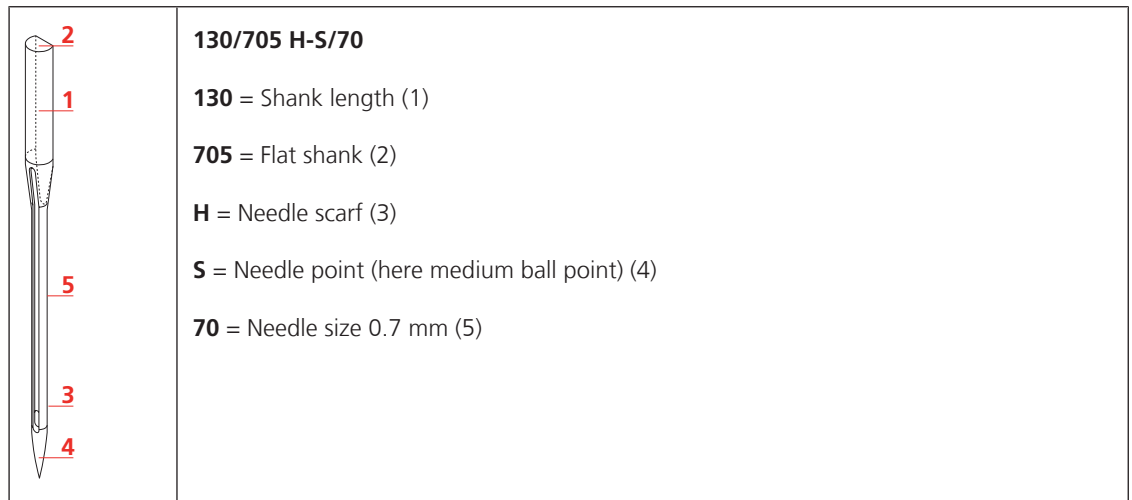 2
1
5
3
4
130/705 H-S/70
130 = Shank length (1)
705 = Flat shank (2)
H = Needle scarf (3)
S = Needle point (here medium ball point) (4)
70 = Needle size 0.7 mm (5)